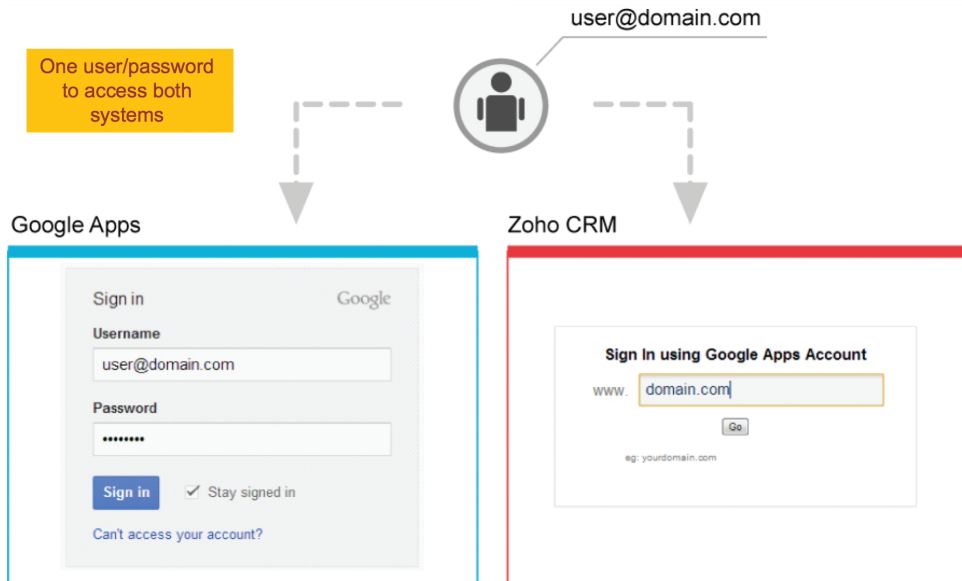 user@domain.com
One user/password
to access both
systems
Google Apps
Zoho CRM
Sign in
Google
Username
user@domain.com
Password
••••••••
Sign in
Stay signed in
Can't access your account?
Sign In using Google Apps Account
www. domain.com
Go
eg: yourdomain.com